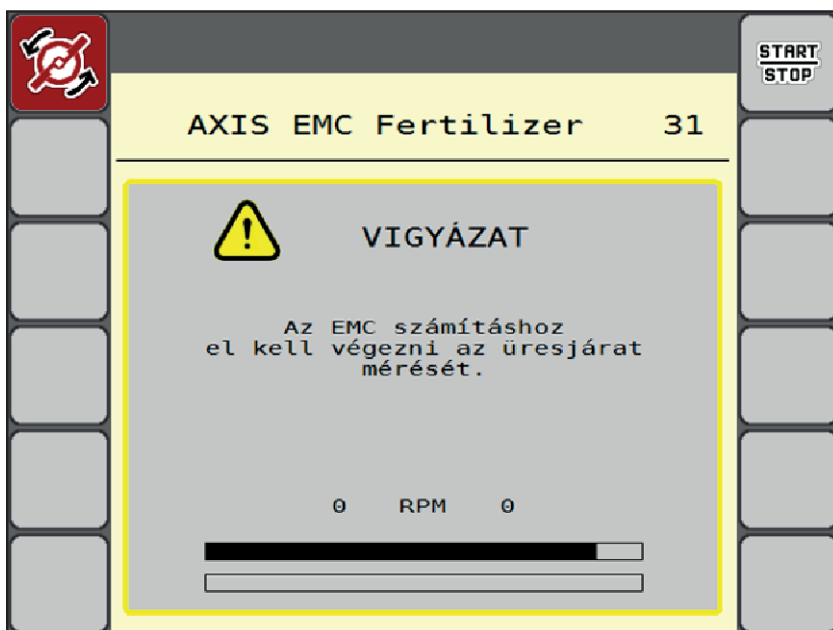 START
STOP
AXIS EMC Fertilizer 31
VIGYÁZAT
Az EMC számításhoz
el kell végezni az üresjárat
mérését.
0 RPM 0